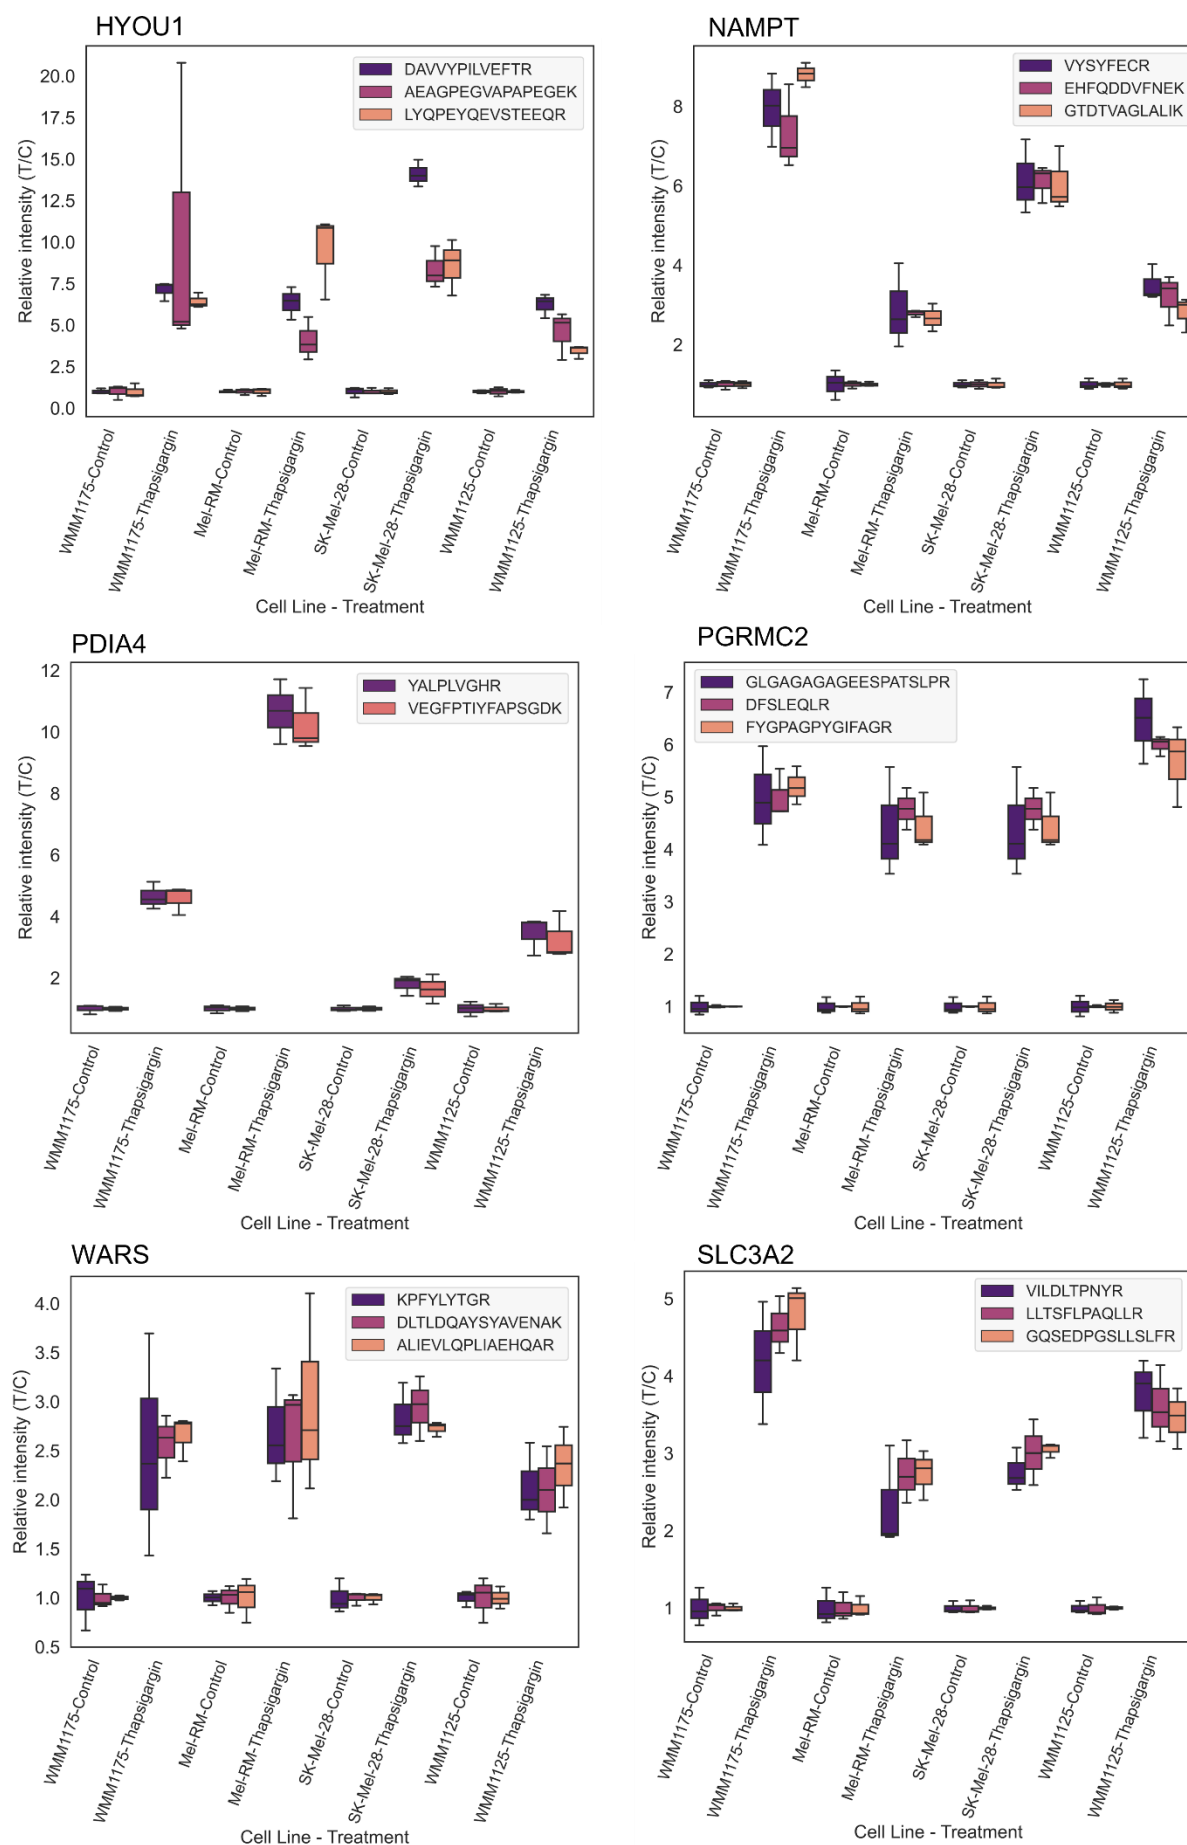 HYOU1
Relative intensity (T/C)
20.0
17.5
15.0
12.5
10.0
7.5
5.0
2.5
0.0
DAVVYPILVEFTR
AEAGPEGVAPAPEGEK
LYQPEYQEVSTEEQR
WMM1175-Control
WMM1175-Thapsigargin
Mel-RM-Control
Mel-RM-Thapsigargin
SK-Mel-28-Control
SK-Mel-28-Thapsigargin
WMM1125-Control
WMM1125-Thapsigargin
Cell Line - Treatment
NAMPT
Relative intensity (T/C)
8
6
4
2
VYSYFECR
EHFQDDVFNEK
GTDTVAGLALIK
WMM1175-Control
WMM1175-Thapsigargin
Mel-RM-Control
Mel-RM-Thapsigargin
SK-Mel-28-Control
SK-Mel-28-Thapsigargin
WMM1125-Control
WMM1125-Thapsigargin
Cell Line - Treatment
PDIA4
Relative intensity (T/C)
12
10
8
6
4
2
YALPLVGHR
VEGFPTIYFAPSGDK
WMM1175-Control
WMM1175-Thapsigargin
Mel-RM-Control
Mel-RM-Thapsigargin
SK-Mel-28-Control
SK-Mel-28-Thapsigargin
WMM1125-Control
WMM1125-Thapsigargin
Cell Line - Treatment
PGRMC2
Relative intensity (T/C)
7
6
5
4
3
2
1
GLGAGAGAGEESPATSLPR
DFSLEQLR
FYGPAGPYGIFAGR
WMM1175-Control
WMM1175-Thapsigargin
Mel-RM-Control
Mel-RM-Thapsigargin
SK-Mel-28-Control
SK-Mel-28-Thapsigargin
WMM1125-Control
WMM1125-Thapsigargin
Cell Line - Treatment
WARS
Relative intensity (T/C)
4.0
3.5
3.0
2.5
2.0
1.5
1.0
0.5
KPFYLYTGR
DLTLDQAYSYAVENAK
ALIEVLQPLIAEHQAR
WMM1175-Control
WMM1175-Thapsigargin
Mel-RM-Control
Mel-RM-Thapsigargin
SK-Mel-28-Control
SK-Mel-28-Thapsigargin
WMM1125-Control
WMM1125-Thapsigargin
Cell Line - Treatment
SLC3A2
Relative intensity (T/C)
5
4
3
2
1
VILDLTPNYR
LLTSFLPAQLLR
GQSEDPGSLLSLFR
WMM1175-Control
WMM1175-Thapsigargin
Mel-RM-Control
Mel-RM-Thapsigargin
SK-Mel-28-Control
SK-Mel-28-Thapsigargin
WMM1125-Control
WMM1125-Thapsigargin
Cell Line - Treatment